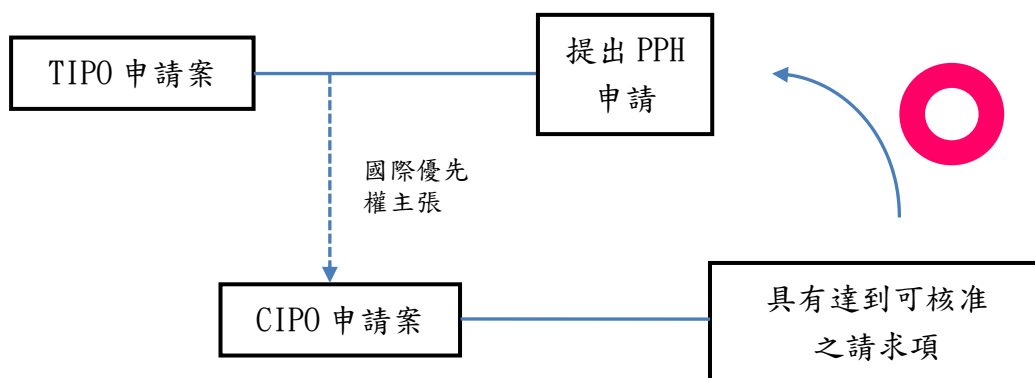 TIPO 申請案
提出 PPH
申請
國際優先
權主張
CIPO 申請案
具有達到可核准
之請求項